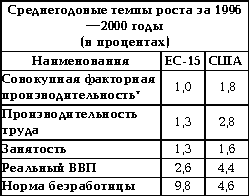 Среднегодовые темпы роста за 1996
—2000 годы
(в процентах)
Наименования ЕС-15 США
Совокупная факторная
производительность* 1,0 1,8
Производительность
труда 1,3 2,8
Занятость 1,3 1,6
Реальный ВВП 2,6 4,4
Норма безработицы 9,8 4,6